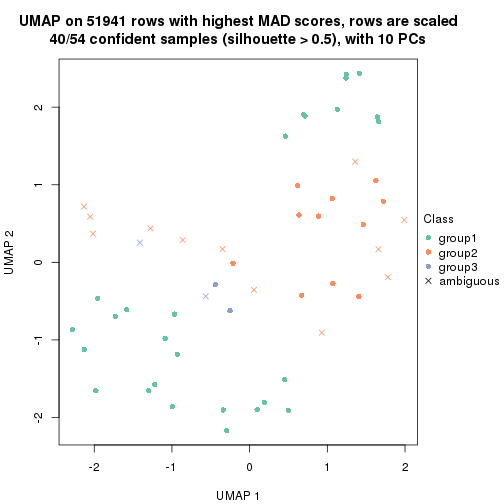 UMAP on 51941 rows with highest MAD scores, rows are scaled
40/54 confident samples (silhouette > 0.5), with 10 PCs
2
1
0
-1
-2
UMAP 2
-2
-1
0
1
2
UMAP 1
Class
group1
group2
group3
ambiguous